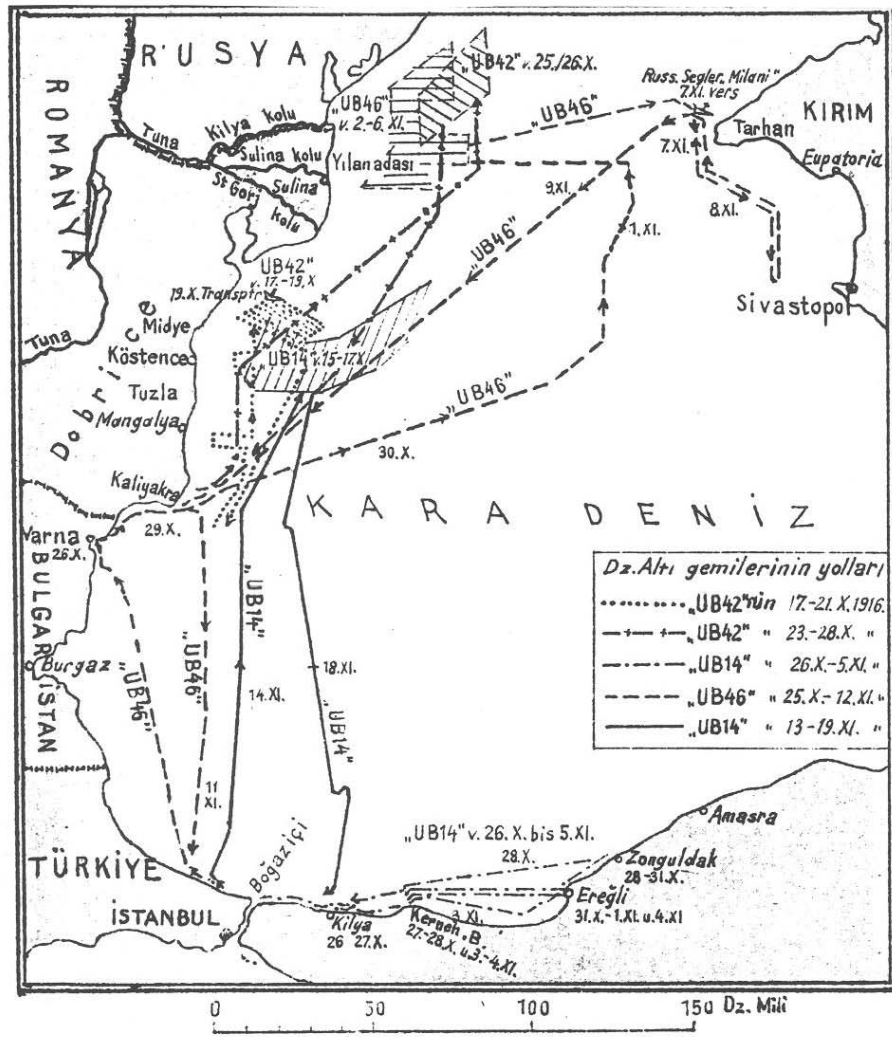 RUSYA
ROMANYA
„UB42" v. 25./26.X.
„UB46"
v. 2.-6. XI.
Russ. Segler „Milani"
7.XI. vers
KIRIM
Tarhan
Eupatoria
„UB46"
Tuna
Kilya kolu
Sulina kolu
Sulina
St Gor
kolu
Yılanadası
7.XI.
8.XI.
9.XI.
1.XI.
Sivastopol
„UB46"
UB42"
v. 17.-19.X
19.X.Transptr
Midye
Köstence
UB14" v. 15-17.X
Tuna
Tuzla
Mangalya
Dobrice
„UB46"
30.X.
Kaliyakra
KARA DENİZ
29.X.
Varna
26.X.
BULGARİSTAN
Burgaz
„UB46"
„UB46"
„UB14"
14.XI.
18.XI.
„UB14"
11
XI.
Dz.Altı gemilerinin yolları
„UB42"nün 17.-21.X.1916.
„UB42" " 23.-28.X. "
„UB14" " 26.X.-5.XI. "
„UB46" " 25.X.-12.XI. "
„UB14" " 13-19.XI. "
TÜRKİYE
Boğaziçi
İSTANBUL
„UB14" v. 26. X. bis 5.XI.
28.X.
Amasra
Zonguldak
28-31.X.
Ereğli
31.X.-1.XI. u.4.XI
3.XI.
Kilya
26 27.X.
Kerneh.B
27-28.X. u.3.-4.XI.
0 50 100 150 Dz. Mili